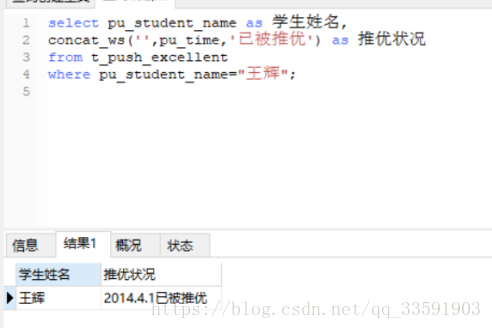 1 select pu_student_name as 学生姓名,
2 concat_ws('',pu_time,'已被推优') as 推优状况
3 from t_push_excellent
4 where pu_student_name="王辉";
5
信息 结果1 概况 状态
学生姓名 推优状况
王辉 2014.4.1已被推优
https://blog.csdn.net/qq_33591903